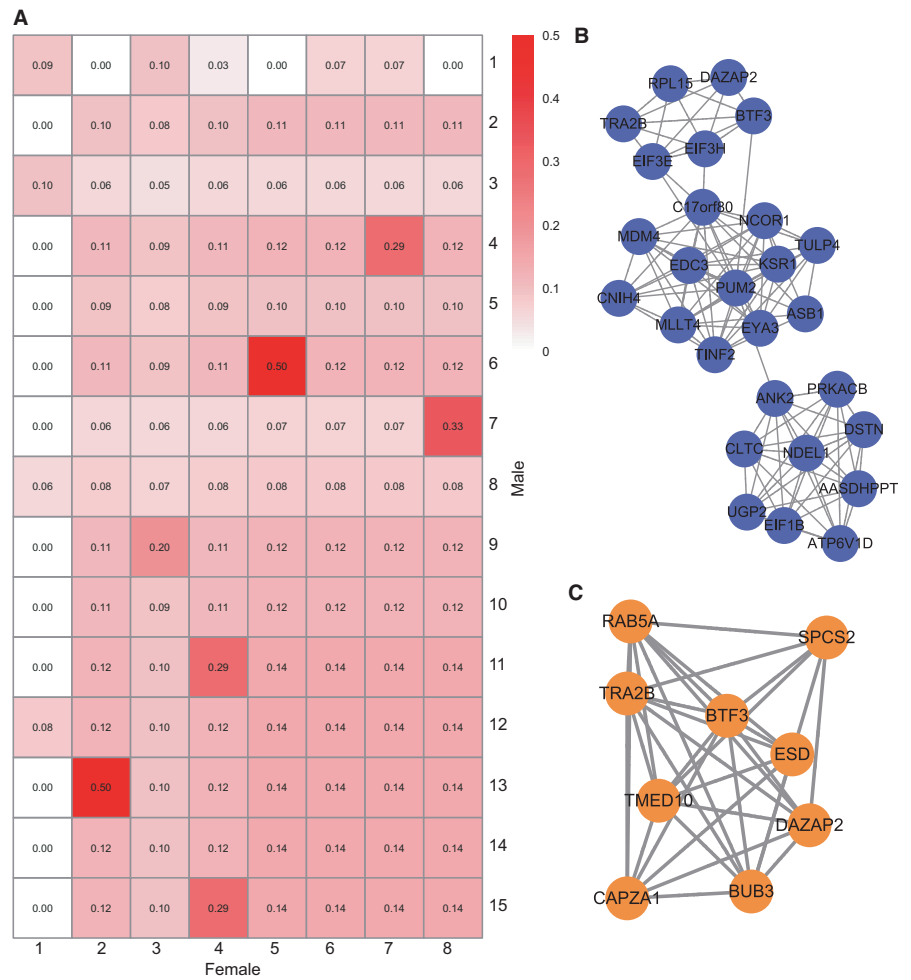 A
0.09 0.00 0.10 0.03 0.00 0.07 0.07 0.00 1
0.00 0.10 0.08 0.10 0.11 0.11 0.11 0.11 2
0.10 0.06 0.05 0.06 0.06 0.06 0.06 0.06 3
0.00 0.11 0.09 0.11 0.12 0.12 0.29 0.12 4
0.00 0.09 0.08 0.09 0.10 0.10 0.10 0.10 5
0.00 0.11 0.09 0.11 0.50 0.12 0.12 0.12 6
0.00 0.06 0.06 0.06 0.07 0.07 0.07 0.33 7
0.06 0.08 0.07 0.08 0.08 0.08 0.08 0.08 8
0.00 0.11 0.20 0.11 0.12 0.12 0.12 0.12 9
0.00 0.11 0.09 0.11 0.12 0.12 0.12 0.12 10
0.00 0.12 0.10 0.29 0.14 0.14 0.14 0.14 11
0.08 0.12 0.10 0.12 0.14 0.14 0.14 0.14 12
0.00 0.50 0.10 0.12 0.14 0.14 0.14 0.14 13
0.00 0.12 0.10 0.12 0.14 0.14 0.14 0.14 14
0.00 0.12 0.10 0.29 0.14 0.14 0.14 0.14 15
1 2 3 4 5 6 7 8
Female
Male
0.5
0.4
0.3
0.2
0.1
0
B
DAZAP2
RPL15
BTF3
TRA2B
EIF3H
EIF3E
C17orf80
NCOR1
MDM4
TULP4
EDC3
KSR1
PUM2
CNIH4
ASB1
MLLT4
EYA3
TINF2
PRKACB
ANK2
DSTN
CLTC
NDEL1
AASDHPPT
UGP2
EIF1B
ATP6V1D
C
RAB5A
SPCS2
TRA2B
BTF3
ESD
TMED10
DAZAP2
CAPZA1
BUB3